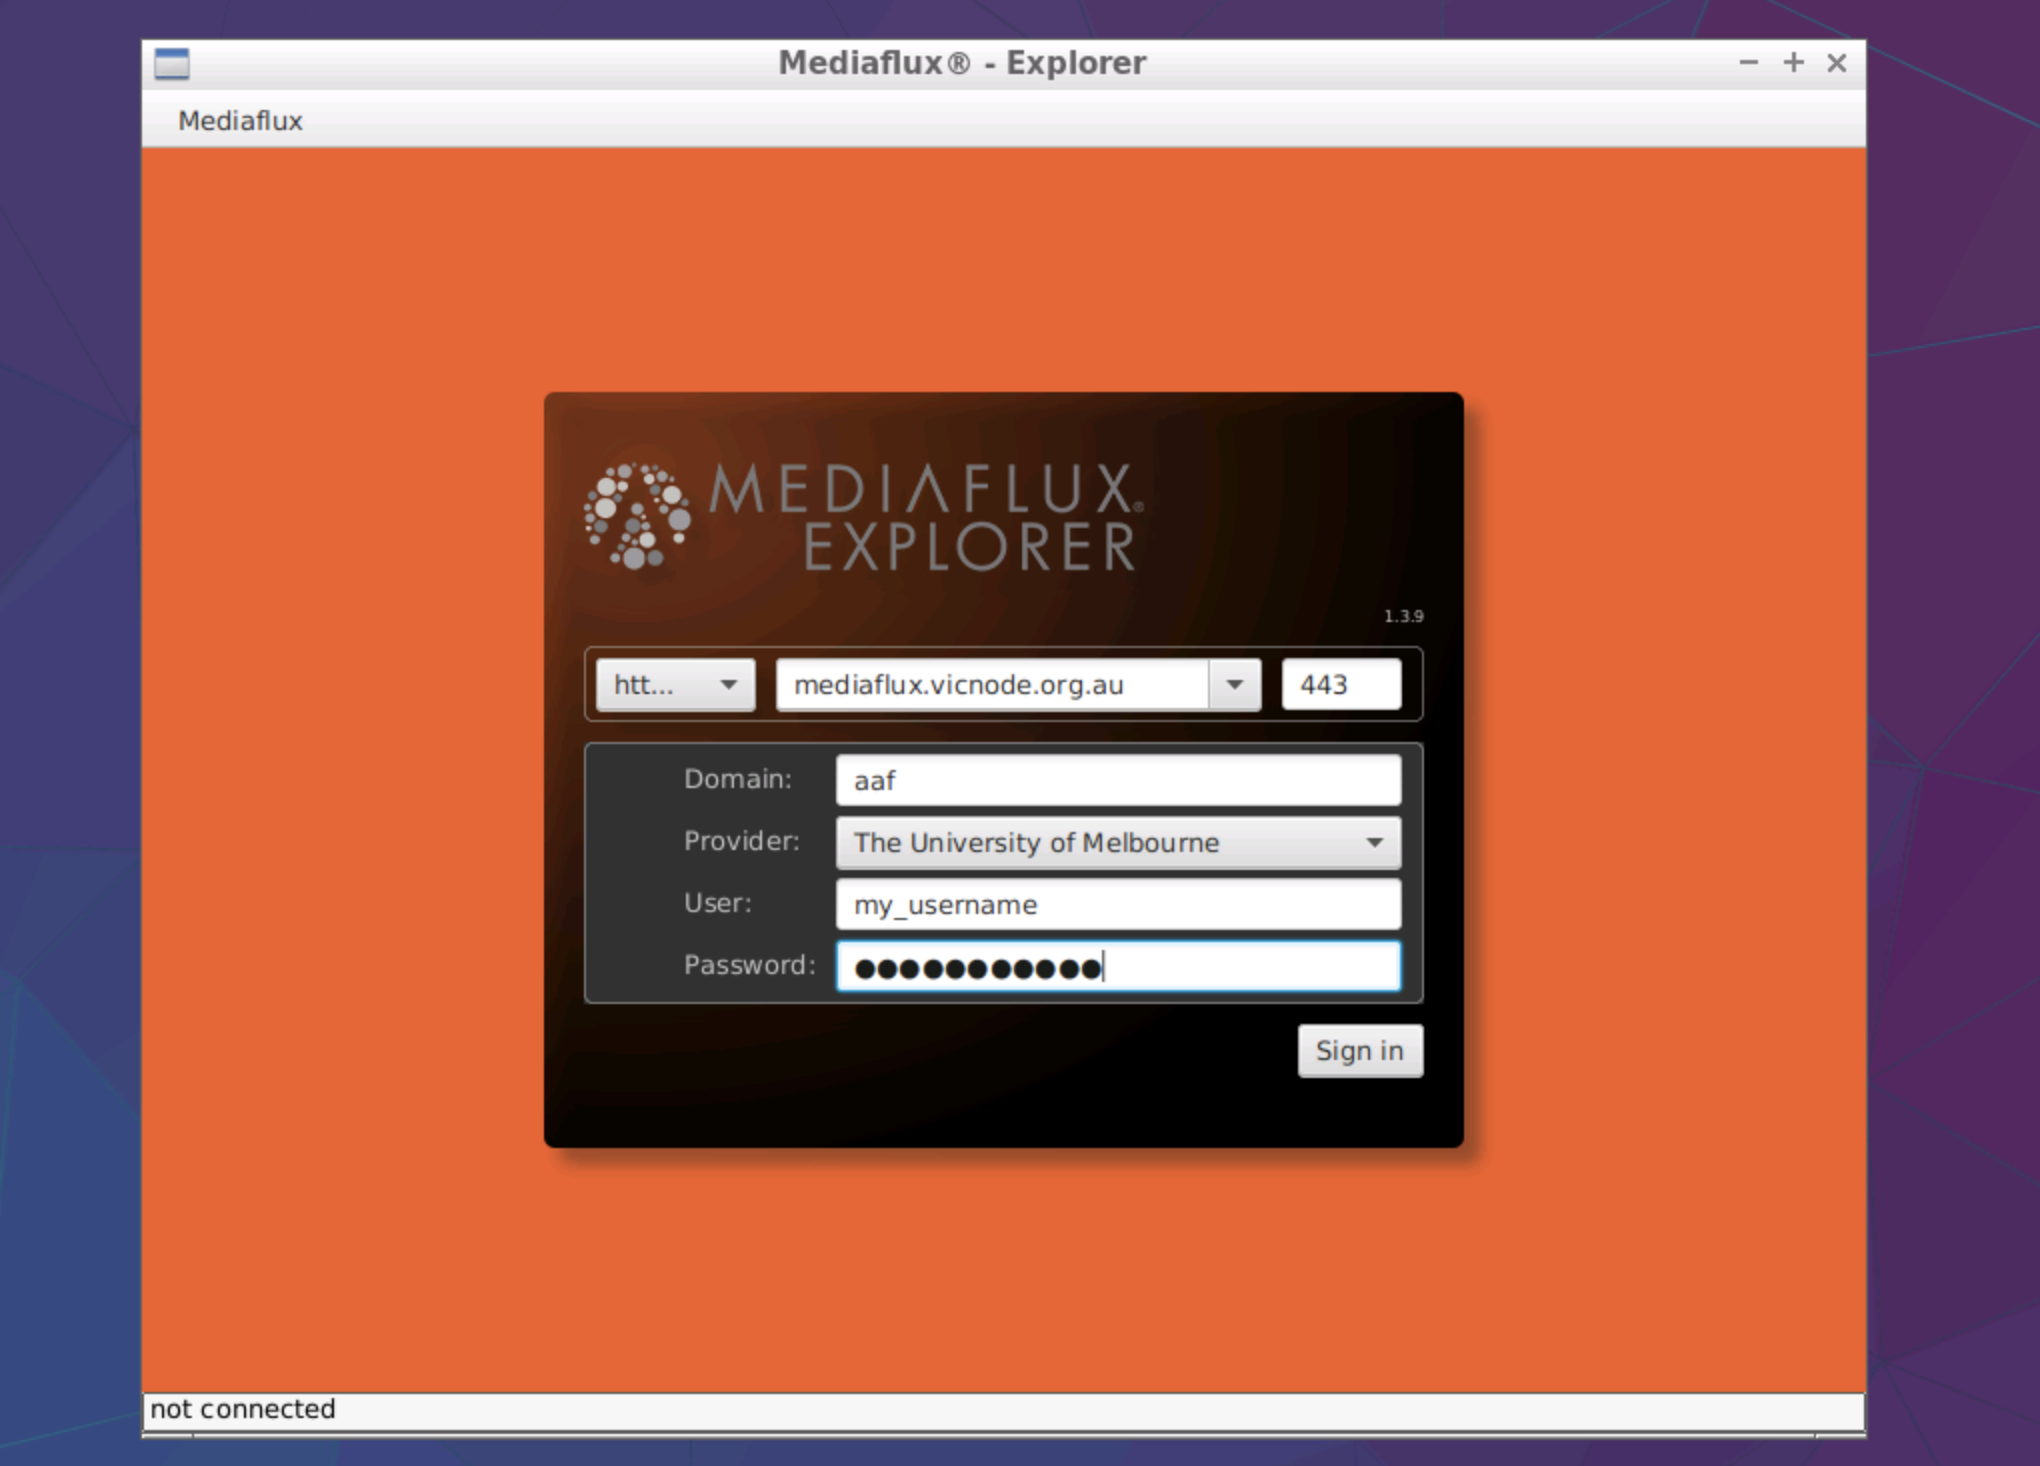 Mediaflux® - Explorer
Mediaflux
MEDIAFLUX®
EXPLORER
1.3.9
htt... mediaflux.vicnode.org.au 443
Domain: aaf
Provider: The University of Melbourne
User: my_username
Password: ●●●●●●●●●●●
Sign in
not connected